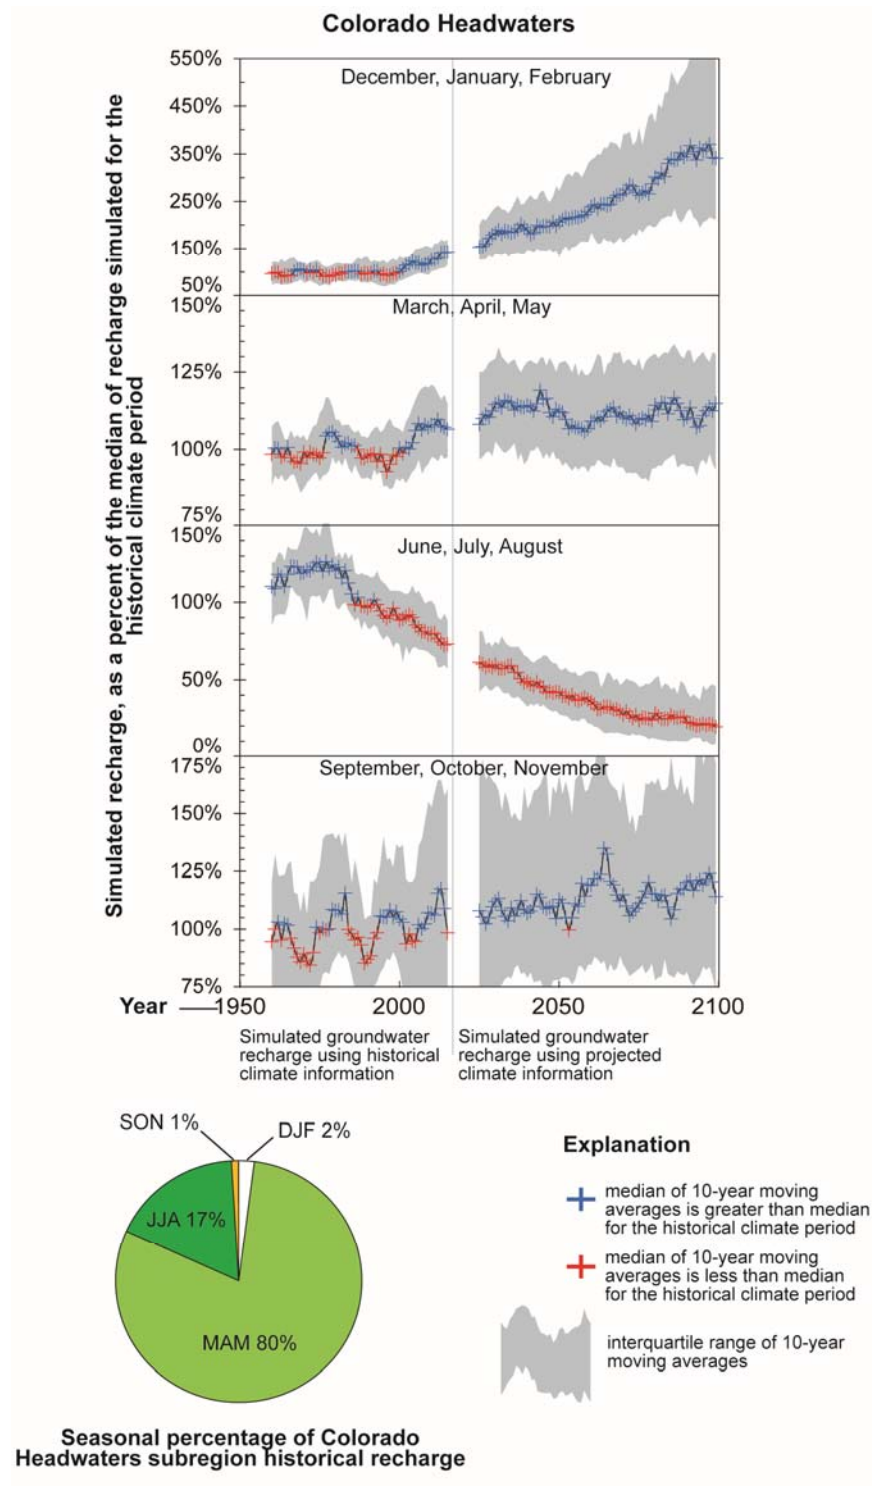 Colorado Headwaters
Simulated recharge, as a percent of the median of recharge simulated for the
historical climate period
550%
December, January, February
450%
350%
250%
150%
50%
150%
March, April, May
125%
100%
75%
150%
June, July, August
100%
50%
0%
175%
September, October, November
150%
125%
100%
75%
Year
1950
2000
2050
2100
Simulated groundwater
recharge using historical
climate information
Simulated groundwater
recharge using projected
climate information
SON 1%
DJF 2%
JJA 17%
MAM 80%
Seasonal percentage of Colorado
Headwaters subregion historical recharge
Explanation
median of 10-year moving
averages is greater than median
for the historical climate period
median of 10-year moving
averages is less than median
for the historical climate period
interquartile range of 10-year
moving averages